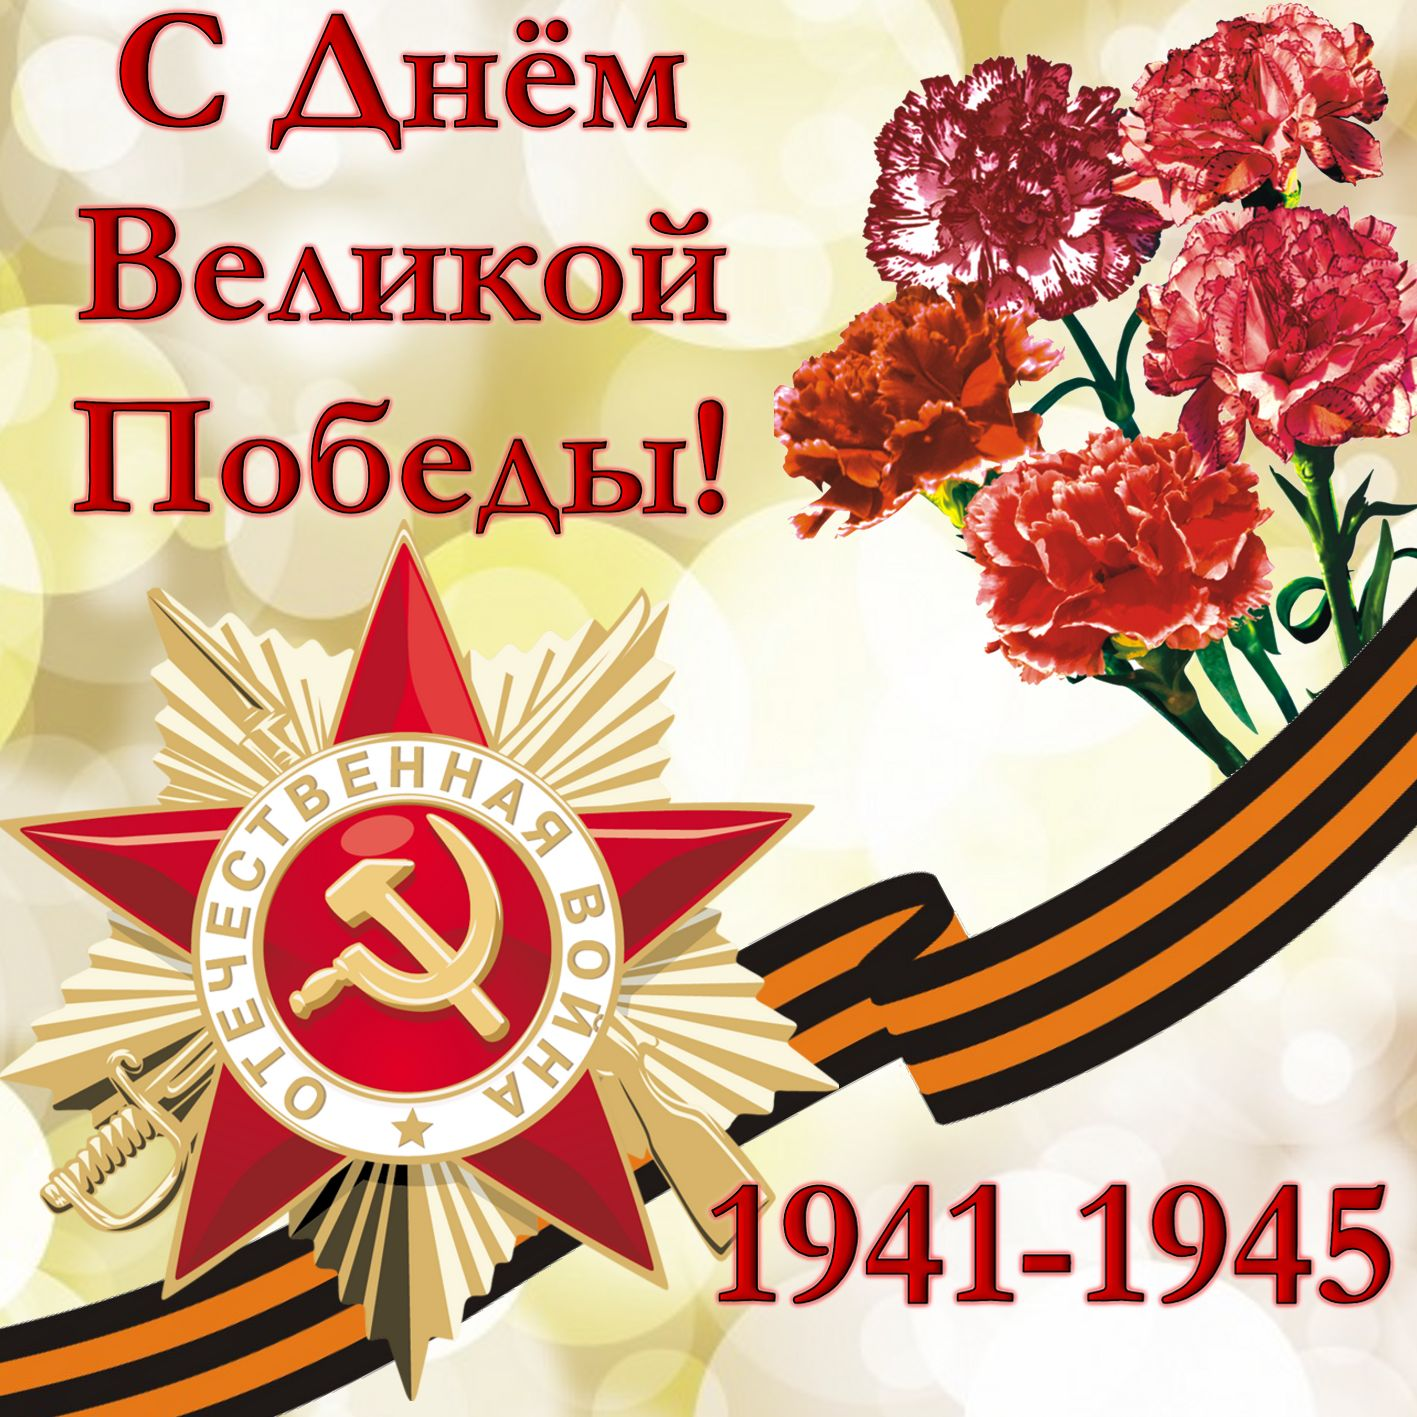 С Днём
Великой
Победы!
ОТЕЧЕСТВЕННАЯ ВОЙНА
1941-1945